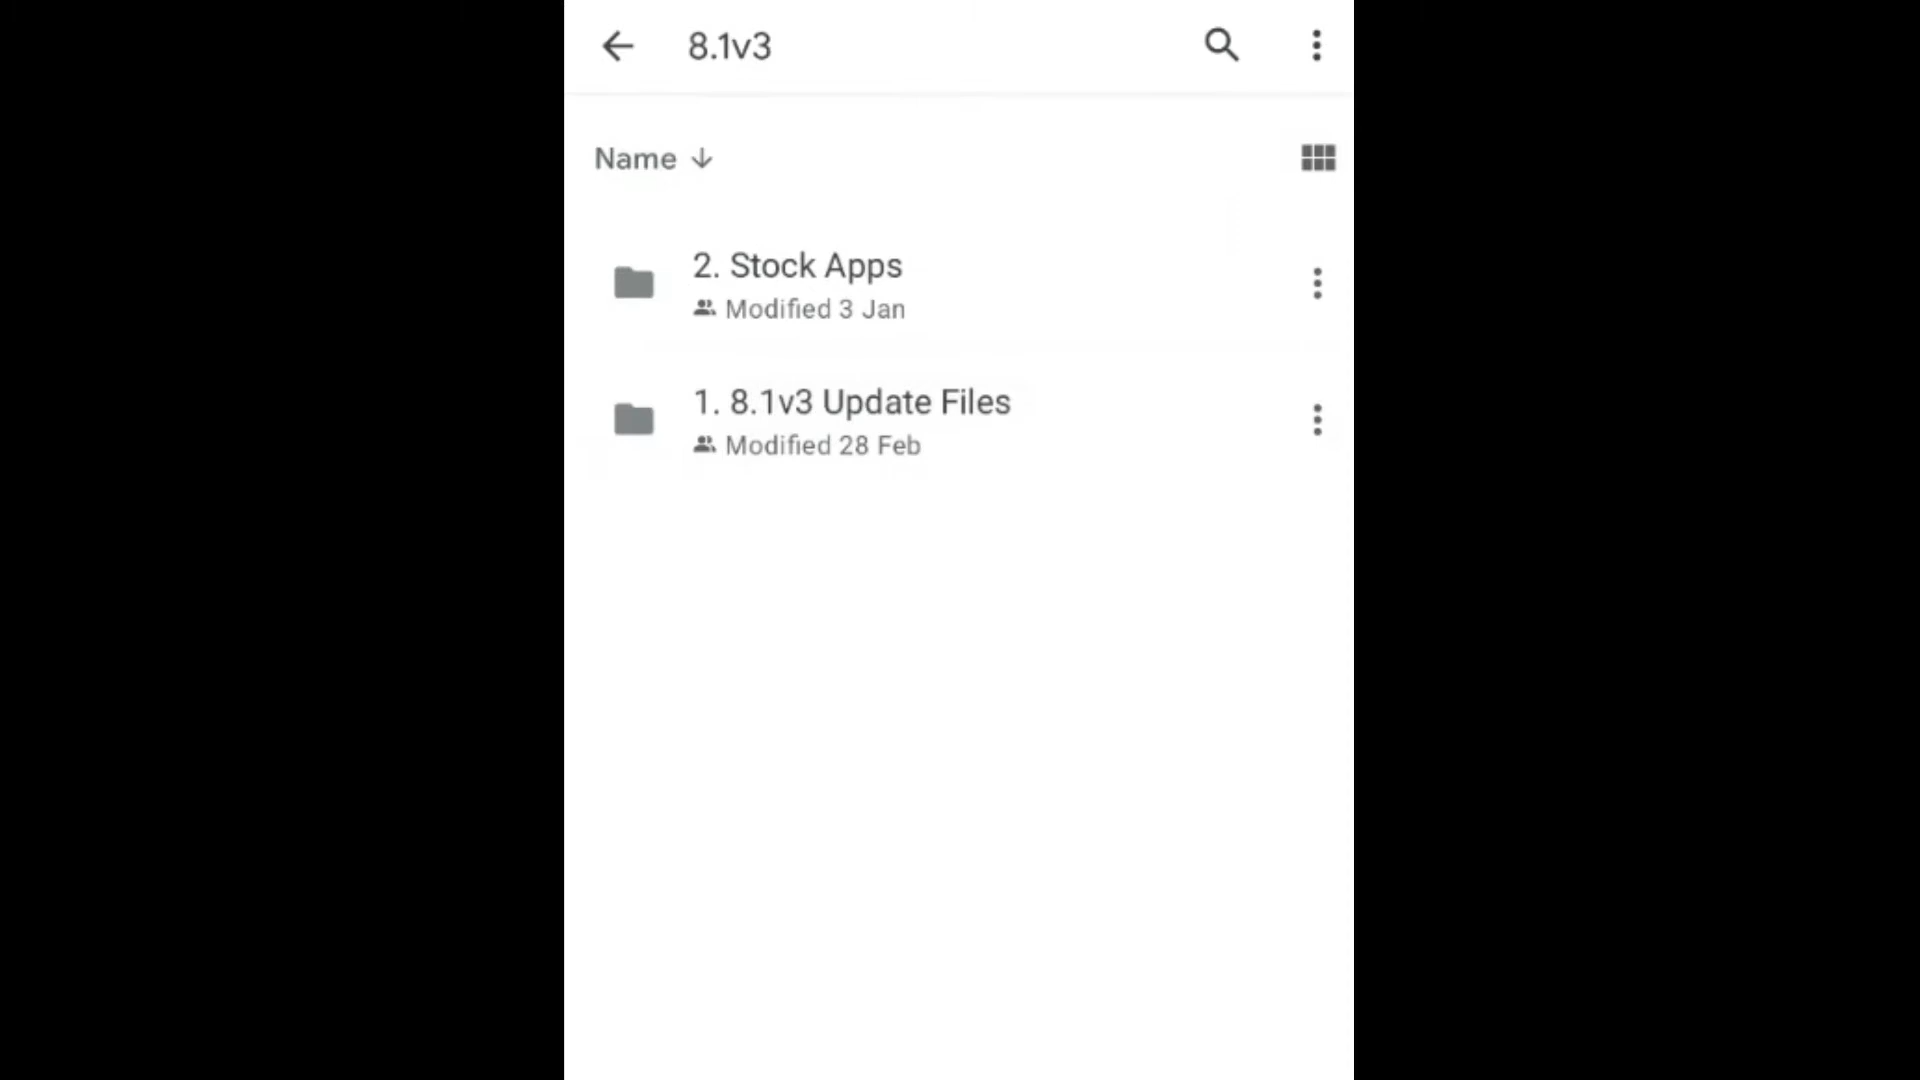 8.1v3
Name
2. Stock Apps
Modified 3 Jan
1. 8.1v3 Update Files
Modified 28 Feb